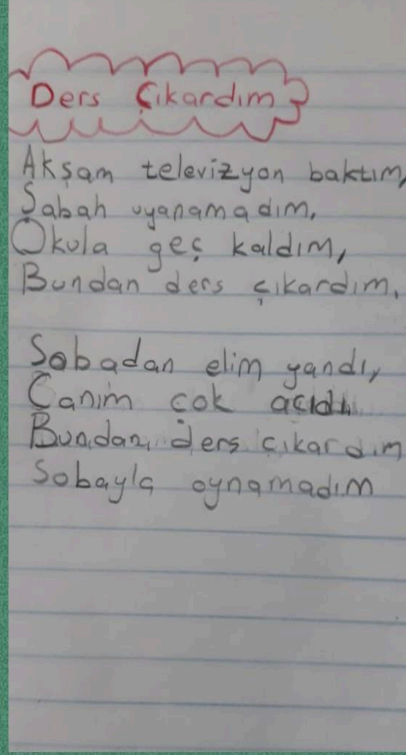 Ders Çıkardım
Akşam televizyon baktım,
Sabah uyanamadım,
Okula geç kaldım,
Bundan ders çıkardım.
Sobadan elim yandı,
Canım çok acıdı
Bundan, ders çıkardım
Sobayla oynamadım